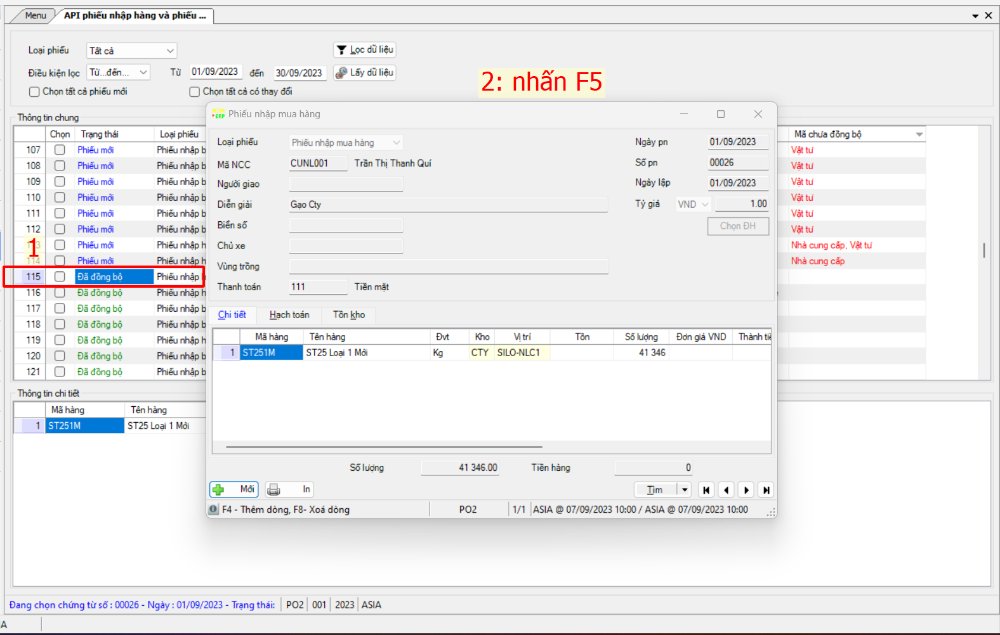 Menu
API phiếu nhập hàng và phiếu ...
Loại phiếu
Tất cả
Lọc dữ liệu
Điều kiện lọc
Từ...đến...
Từ
01/09/2023
đến
30/09/2023
Lấy dữ liệu
Chọn tất cả phiếu mới
Chọn tất cả có thay đổi
2: nhấn F5
Thông tin chung
Chọn Trạng thái Loại phiếu Mã chưa đồng bộ
107 Phiếu mới Phiếu nhập b Vật tư
108 Phiếu mới Phiếu nhập b Vật tư
109 Phiếu mới Phiếu nhập b Vật tư
110 Phiếu mới Phiếu nhập b Vật tư
111 Phiếu mới Phiếu nhập b Vật tư
112 Phiếu mới Phiếu nhập b Vật tư
113 Phiếu mới Phiếu nhập h Nhà cung cấp, Vật tư
1
114 Phiếu mới Phiếu nhập h Nhà cung cấp
115 Đã đồng bộ Phiếu nhập h
116 Đã đồng bộ Phiếu nhập h
117 Đã đồng bộ Phiếu nhập b
118 Đã đồng bộ Phiếu nhập b
119 Đã đồng bộ Phiếu nhập b
120 Đã đồng bộ Phiếu nhập b
121 Đã đồng bộ Phiếu nhập b
Thông tin chi tiết
Mã hàng Tên hàng
1 ST251M ST25 Loại 1 Mới
ERP Phiếu nhập mua hàng
Loại phiếu Phiếu nhập mua hàng Ngày pn 01/09/2023
Mã NCC CUNL001 Trần Thị Thanh Quí Số pn 00026
Người giao Ngày lập 01/09/2023
Diễn giải Gạo Cty Tỷ giá VND 1.00
Biển số Chọn ĐH
Chủ xe
Vùng trồng
Thanh toán 111 Tiền mặt
Chi tiết Hạch toán Tồn kho
Mã hàng Tên hàng Đvt Kho Vị trí Tồn Số lượng Đơn giá VND Thành tiề
1 ST251M ST25 Loại 1 Mới Kg CTY SILO-NLC1 41 346
Số lượng 41 346.00 Tiền hàng 0
Mới In Tìm
F4 - Thêm dòng, F8- Xoá dòng PO2 1/1 ASIA @ 07/09/2023 10:00 / ASIA @ 07/09/2023 10:00
Đang chọn chứng từ số : 00026 - Ngày : 01/09/2023 - Trạng thái: PO2 001 2023 ASIA
A